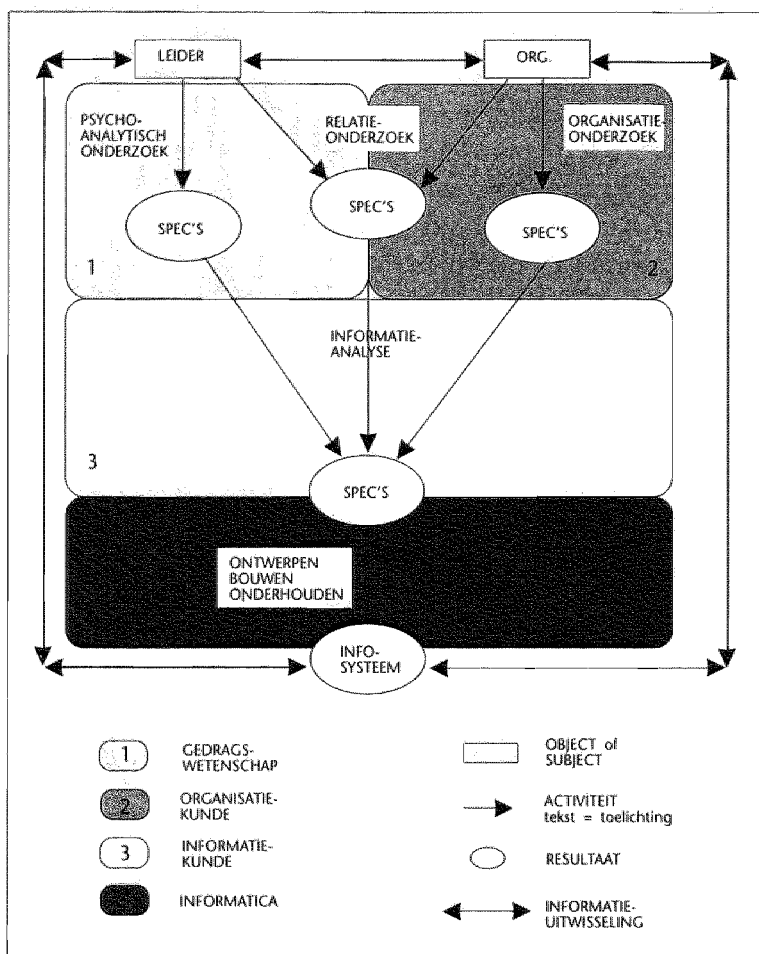 LEIDER
ORG.
PSYCHO-
ANALYTISCH
ONDERZOEK
RELATIE-
ONDERZOEK
ORGANISATIE-
ONDERZOEK
SPEC'S
SPEC'S
SPEC'S
1
2
INFORMATIE-
ANALYSE
3
SPEC'S
ONTWERPEN
BOUWEN
ONDERHOUDEN
INFO-
SYSTEEM
1
GEDRAGS-
WETENSCHAP
2
ORGANISATIE-
KUNDE
3
INFORMATIE-
KUNDE
INFORMATICA
OBJECT of
SUBJECT
ACTIVITEIT
tekst = toelichting
RESULTAAT
INFORMATIE-
UITWISSELING